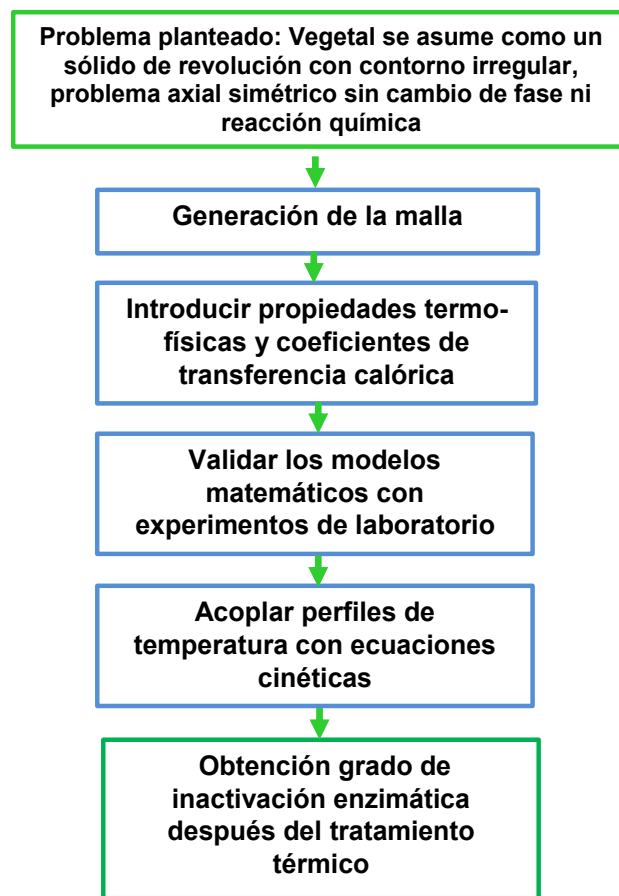 Problema planteado: Vegetal se asume como un
sólido de revolución con contorno irregular,
problema axial simétrico sin cambio de fase ni
reacción química
Generación de la malla
Introducir propiedades termo-
físicas y coeficientes de
transferencia calórica
Validar los modelos
matemáticos con
experimentos de laboratorio
Acoplar perfiles de
temperatura con ecuaciones
cinéticas
Obtención grado de
inactivación enzimática
después del tratamiento
térmico